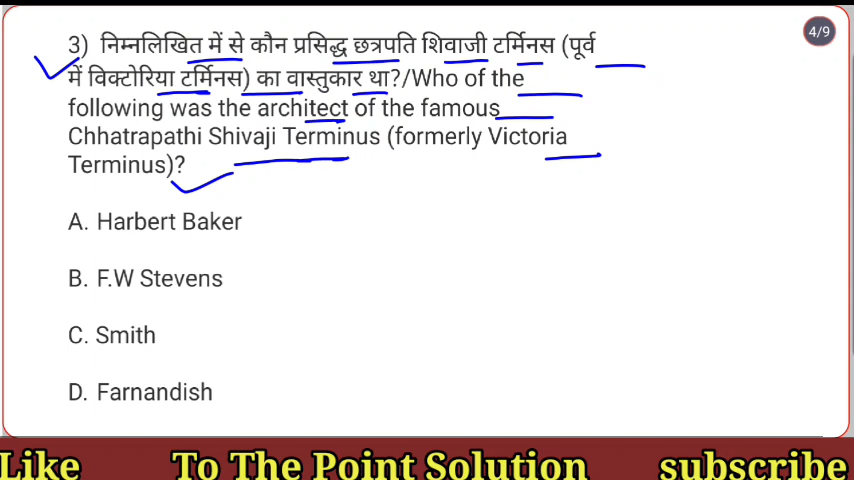 4/9
3) निम्नलिखित में से कौन प्रसिद्ध छत्रपति शिवाजी टर्मिनस (पूर्व
में विक्टोरिया टर्मिनस) का वास्तुकार था?/Who of the
following was the architect of the famous
Chhatrapathi Shivaji Terminus (formerly Victoria
Terminus)?
A. Harbert Baker
B. F.W Stevens
C. Smith
D. Farnandish
Like To The Point Solution subscribe